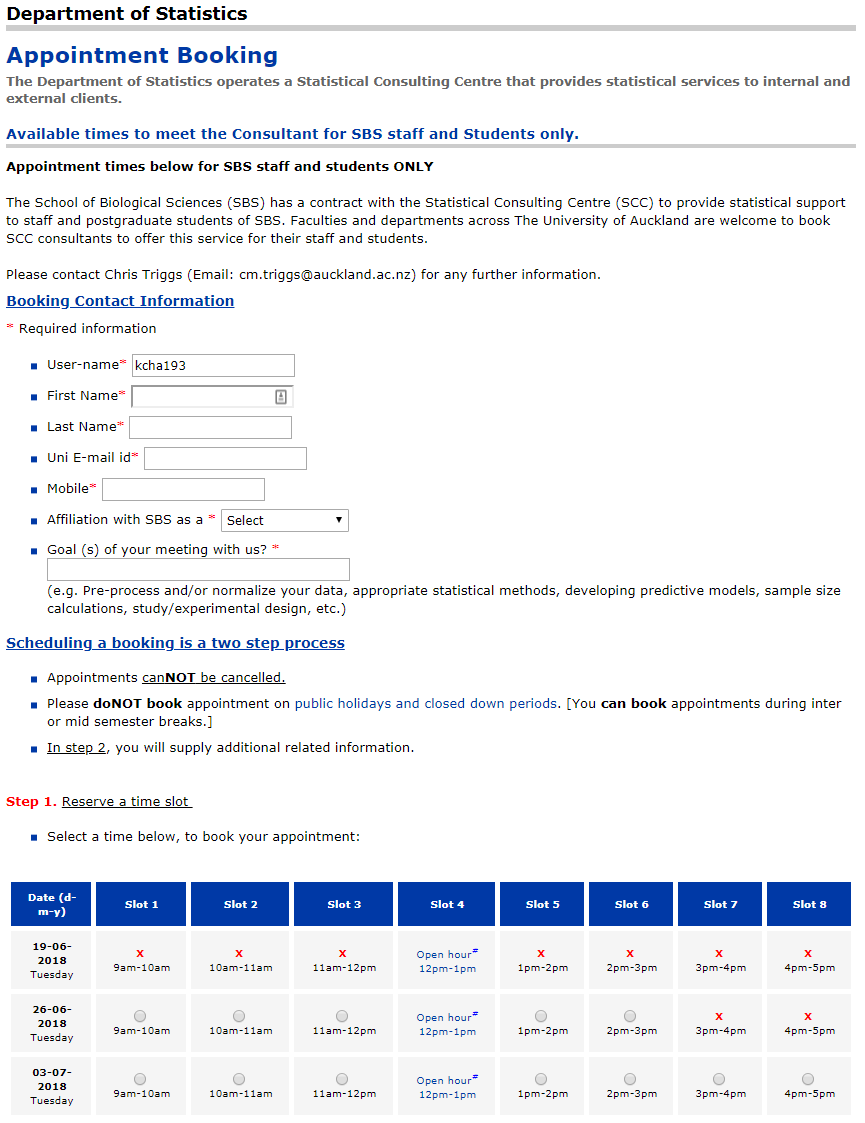 Department of Statistics
Appointment Booking
The Department of Statistics operates a Statistical Consulting Centre that provides statistical services to internal and
external clients.
Available times to meet the Consultant for SBS staff and Students only.
Appointment times below for SBS staff and students ONLY
The School of Biological Sciences (SBS) has a contract with the Statistical Consulting Centre (SCC) to provide statistical support
to staff and postgraduate students of SBS. Faculties and departments across The University of Auckland are welcome to book
SCC consultants to offer this service for their staff and students.
Please contact Chris Triggs (Email: cm.triggs@auckland.ac.nz) for any further information.
Booking Contact Information
* Required information
User-name* kcha193
First Name*
Last Name*
Uni E-mail id*
Mobile*
Affiliation with SBS as a * Select
Goal (s) of your meeting with us? *
(e.g. Pre-process and/or normalize your data, appropriate statistical methods, developing predictive models, sample size
calculations, study/experimental design, etc.)
Scheduling a booking is a two step process
Appointments canNOT be cancelled.
Please doNOT book appointment on public holidays and closed down periods. [You can book appointments during inter
or mid semester breaks.]
In step 2, you will supply additional related information.
Step 1. Reserve a time slot
Select a time below, to book your appointment:
Date (d-
m-y) Slot 1 Slot 2 Slot 3 Slot 4 Slot 5 Slot 6 Slot 7 Slot 8
19-06-
2018
Tuesday
X
9am-10am
X
10am-11am
X
11am-12pm
Open hour#
12pm-1pm
X
1pm-2pm
X
2pm-3pm
X
3pm-4pm
X
4pm-5pm
26-06-
2018
Tuesday
9am-10am
10am-11am
11am-12pm
Open hour#
12pm-1pm
1pm-2pm
2pm-3pm
X
3pm-4pm
X
4pm-5pm
03-07-
2018
Tuesday
9am-10am
10am-11am
11am-12pm
Open hour#
12pm-1pm
1pm-2pm
2pm-3pm
3pm-4pm
4pm-5pm